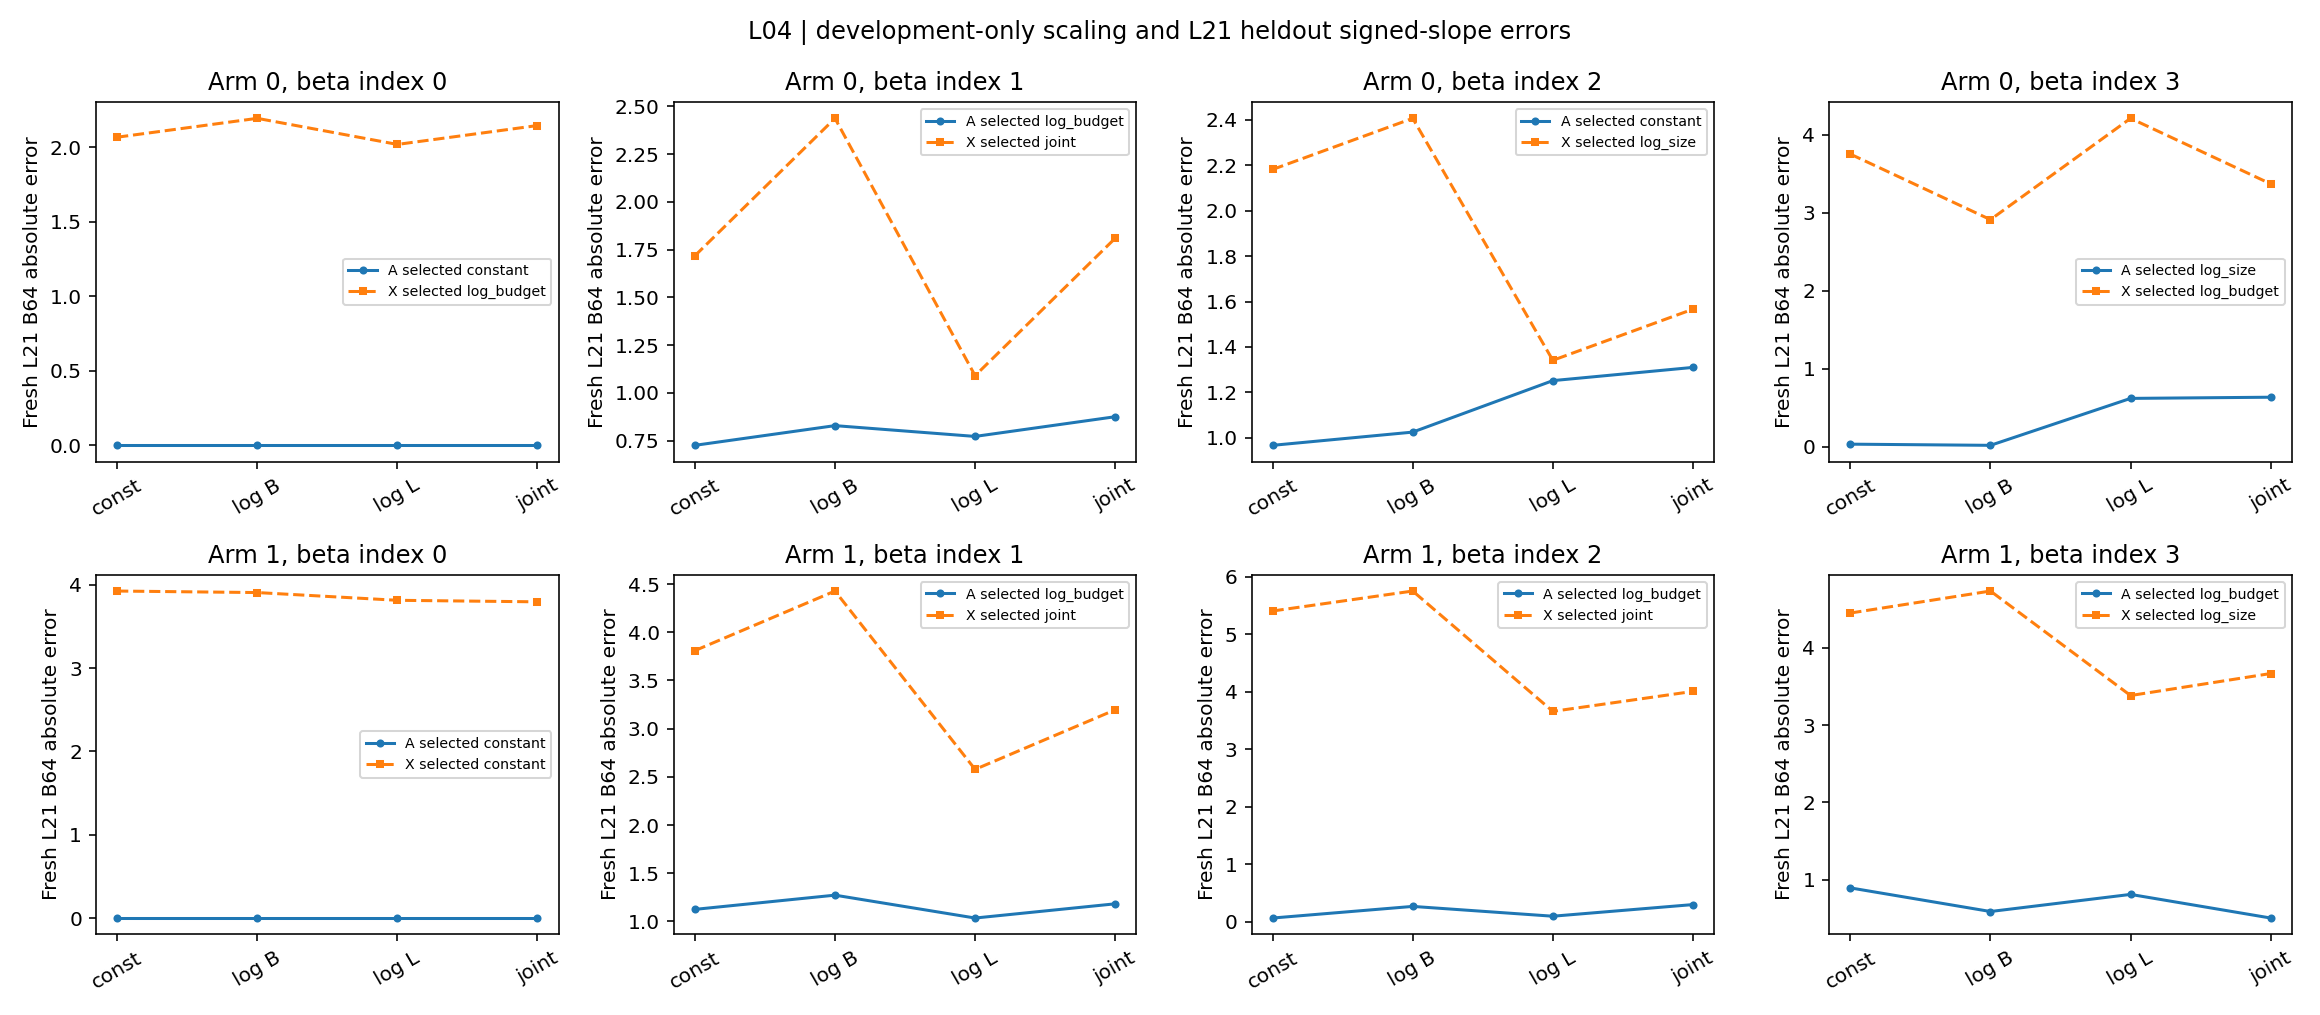 L04 | development-only scaling and L21 heldout signed-slope errors
Arm 0, beta index 0
Fresh L21 B64 absolute error
2.0
1.5
1.0
0.5
0.0
A selected constant
X selected log_budget
const
log B
log L
joint
Arm 0, beta index 1
Fresh L21 B64 absolute error
2.50
2.25
2.00
1.75
1.50
1.25
1.00
0.75
A selected log_budget
X selected joint
const
log B
log L
joint
Arm 0, beta index 2
Fresh L21 B64 absolute error
2.4
2.2
2.0
1.8
1.6
1.4
1.2
1.0
A selected constant
X selected log_size
const
log B
log L
joint
Arm 0, beta index 3
Fresh L21 B64 absolute error
4
3
2
1
0
A selected log_size
X selected log_budget
const
log B
log L
joint
Arm 1, beta index 0
Fresh L21 B64 absolute error
4
3
2
1
0
A selected constant
X selected constant
const
log B
log L
joint
Arm 1, beta index 1
Fresh L21 B64 absolute error
4.5
4.0
3.5
3.0
2.5
2.0
1.5
1.0
A selected log_budget
X selected joint
const
log B
log L
joint
Arm 1, beta index 2
Fresh L21 B64 absolute error
6
5
4
3
2
1
0
A selected log_budget
X selected joint
const
log B
log L
joint
Arm 1, beta index 3
Fresh L21 B64 absolute error
4
3
2
1
A selected log_budget
X selected log_size
const
log B
log L
joint